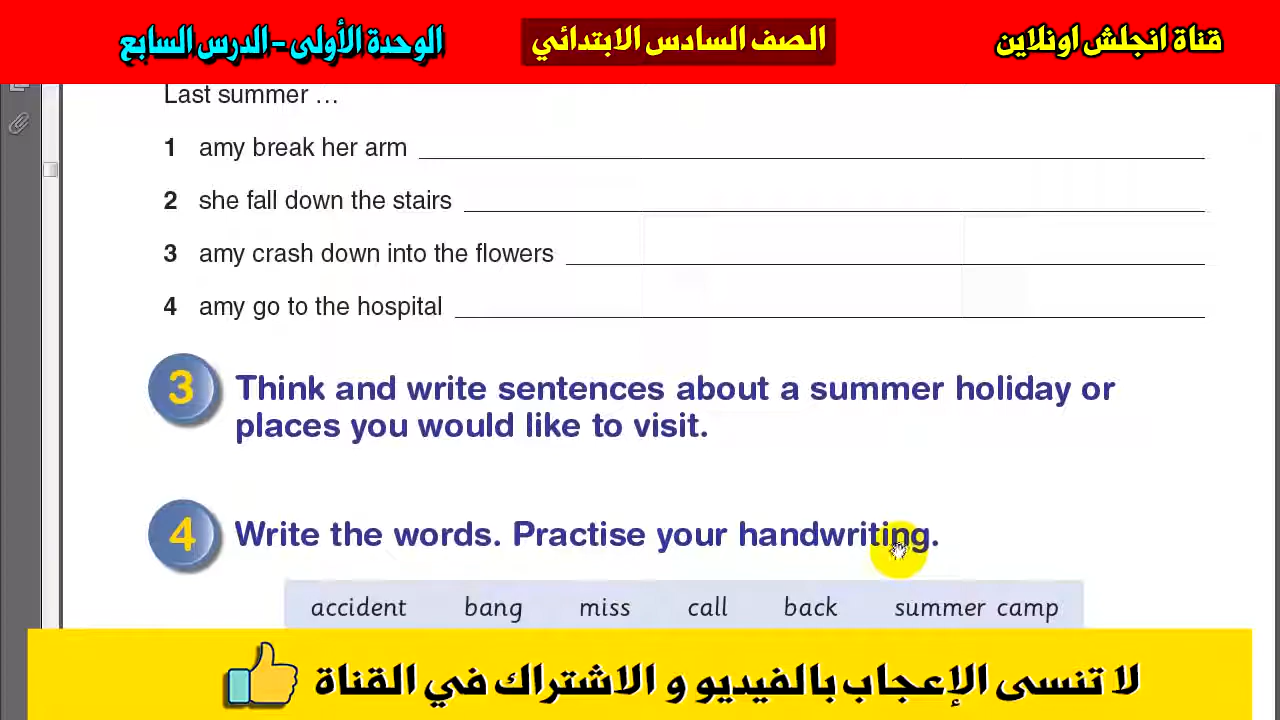 قناة انجلش اونلاين
الصف السادس الابتدائي
الوحدة الأولى - الدرس السابع
Last summer …
1 amy break her arm
2 she fall down the stairs
3 amy crash down into the flowers
4 amy go to the hospital
3 Think and write sentences about a summer holiday or
places you would like to visit.
4 Write the words. Practise your handwriting.
accident bang miss call back summer camp
لا تنسى الإعجاب بالفيديو و الاشتراك في القناة